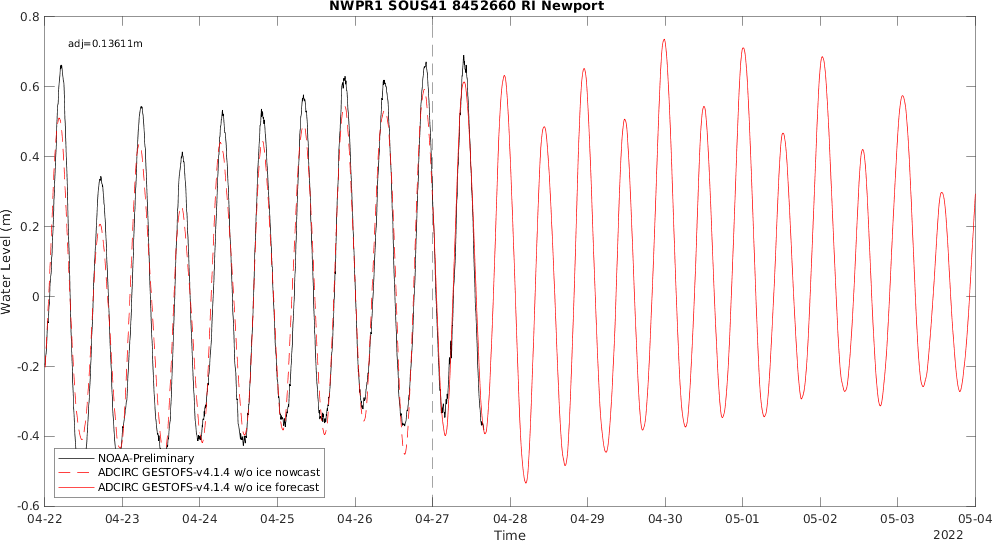 NWPR1 SOUS41 8452660 RI Newport
0.8
adj=0.13611m
0.6
0.4
0.2
Water Level (m)
0
-0.2
-0.4
NOAA-Preliminary
ADCIRC GESTOFS-v4.1.4 w/o ice nowcast
ADCIRC GESTOFS-v4.1.4 w/o ice forecast
-0.6
04-22 04-23 04-24 04-25 04-26 04-27 04-28 04-29 04-30 05-01 05-02 05-03 05-04
Time 2022